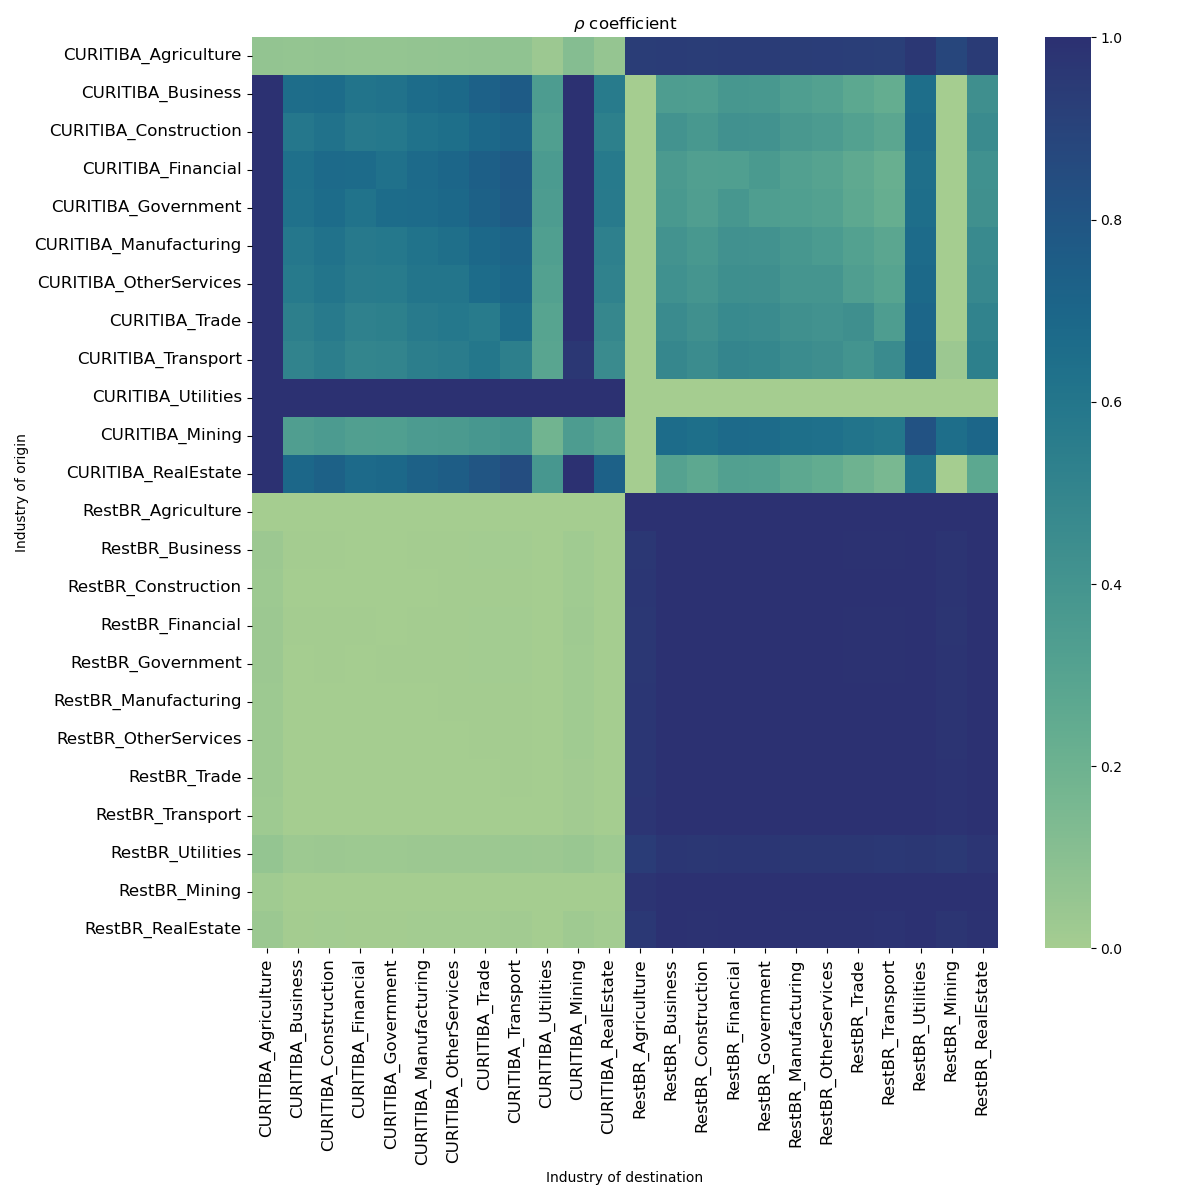 ρ coefficient
CURITIBA_Agriculture
CURITIBA_Business
CURITIBA_Construction
CURITIBA_Financial
CURITIBA_Government
CURITIBA_Manufacturing
CURITIBA_OtherServices
CURITIBA_Trade
CURITIBA_Transport
CURITIBA_Utilities
CURITIBA_Mining
CURITIBA_RealEstate
RestBR_Agriculture
RestBR_Business
RestBR_Construction
RestBR_Financial
RestBR_Government
RestBR_Manufacturing
RestBR_OtherServices
RestBR_Trade
RestBR_Transport
RestBR_Utilities
RestBR_Mining
RestBR_RealEstate
Industry of origin
CURITIBA_Agriculture
CURITIBA_Business
CURITIBA_Construction
CURITIBA_Financial
CURITIBA_Government
CURITIBA_Manufacturing
CURITIBA_OtherServices
CURITIBA_Trade
CURITIBA_Transport
CURITIBA_Utilities
CURITIBA_Mining
CURITIBA_RealEstate
RestBR_Agriculture
RestBR_Business
RestBR_Construction
RestBR_Financial
RestBR_Government
RestBR_Manufacturing
RestBR_OtherServices
RestBR_Trade
RestBR_Transport
RestBR_Utilities
RestBR_Mining
RestBR_RealEstate
Industry of destination
1.0
0.8
0.6
0.4
0.2
0.0